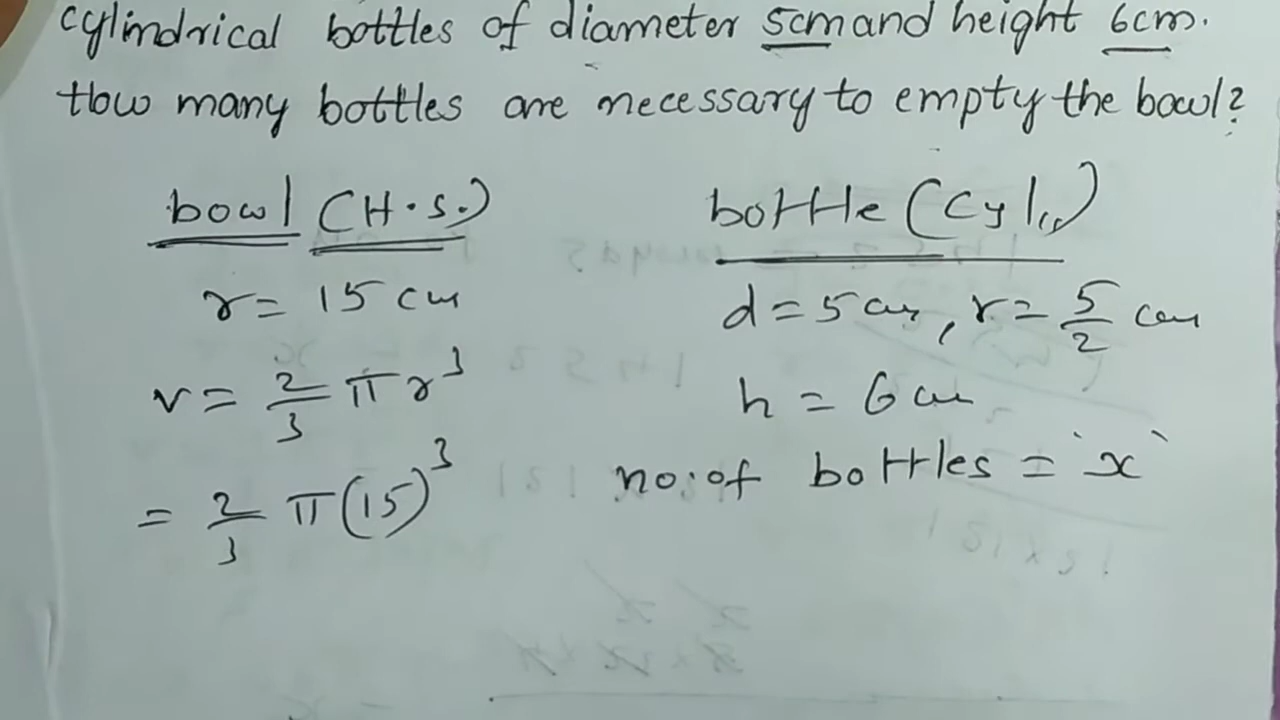 cylindrical bottles of diameter 5cm and height 6cm.
How many bottles are necessary to empty the bowl?
bowl (H.S.)
r = 15 cm
v = 2/3 π r³
= 2/3 π (15)³
bottle (Cyl,,)
d = 5 cm, r = 5/2 cm
h = 6 cm
no. of bottles = 'x'